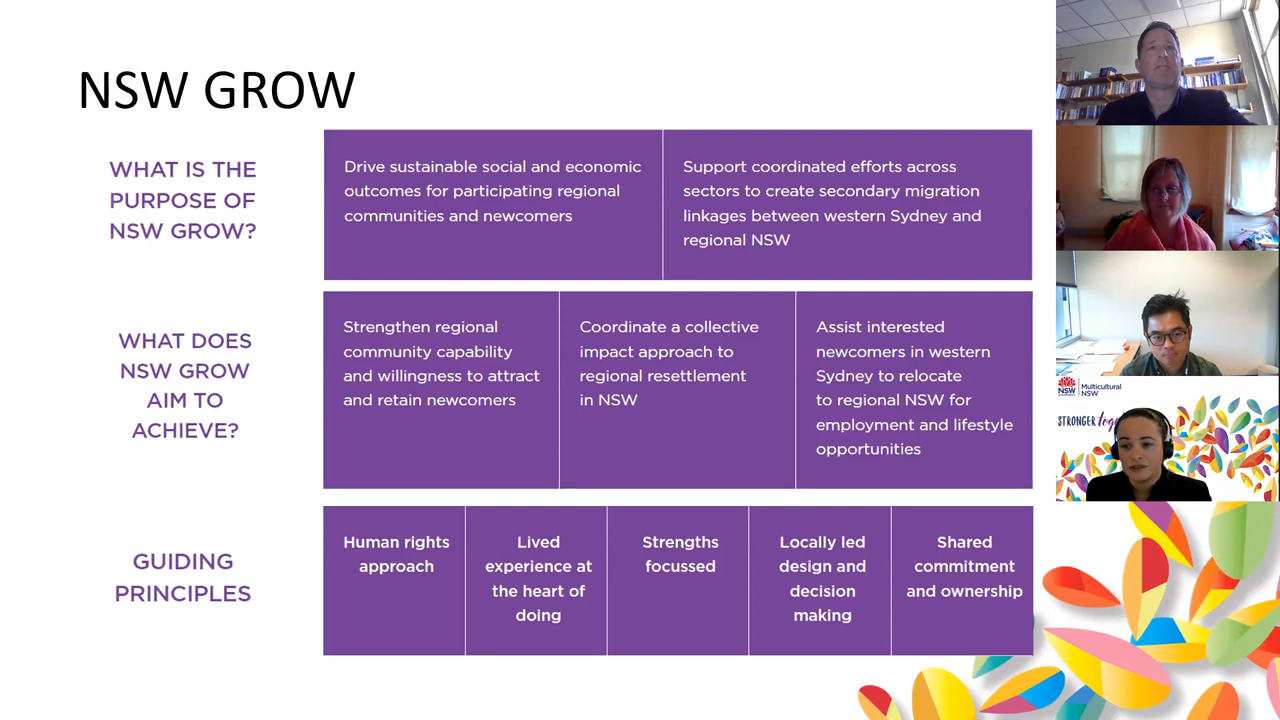 NSW GROW
WHAT IS THE
PURPOSE OF
NSW GROW?
Drive sustainable social and economic
outcomes for participating regional
communities and newcomers
Support coordinated efforts across
sectors to create secondary migration
linkages between western Sydney and
regional NSW
WHAT DOES
NSW GROW
AIM TO
ACHIEVE?
Strengthen regional
community capability
and willingness to attract
and retain newcomers
Coordinate a collective
impact approach to
regional resettlement
in NSW
Assist interested
newcomers in western
Sydney to relocate
to regional NSW for
employment and lifestyle
opportunities
GUIDING
PRINCIPLES
Human rights
approach
Lived
experience at
the heart of
doing
Strengths
focussed
Locally led
design and
decision
making
Shared
commitment
and ownership
NSW
Multicultural
NSW
STRONGER